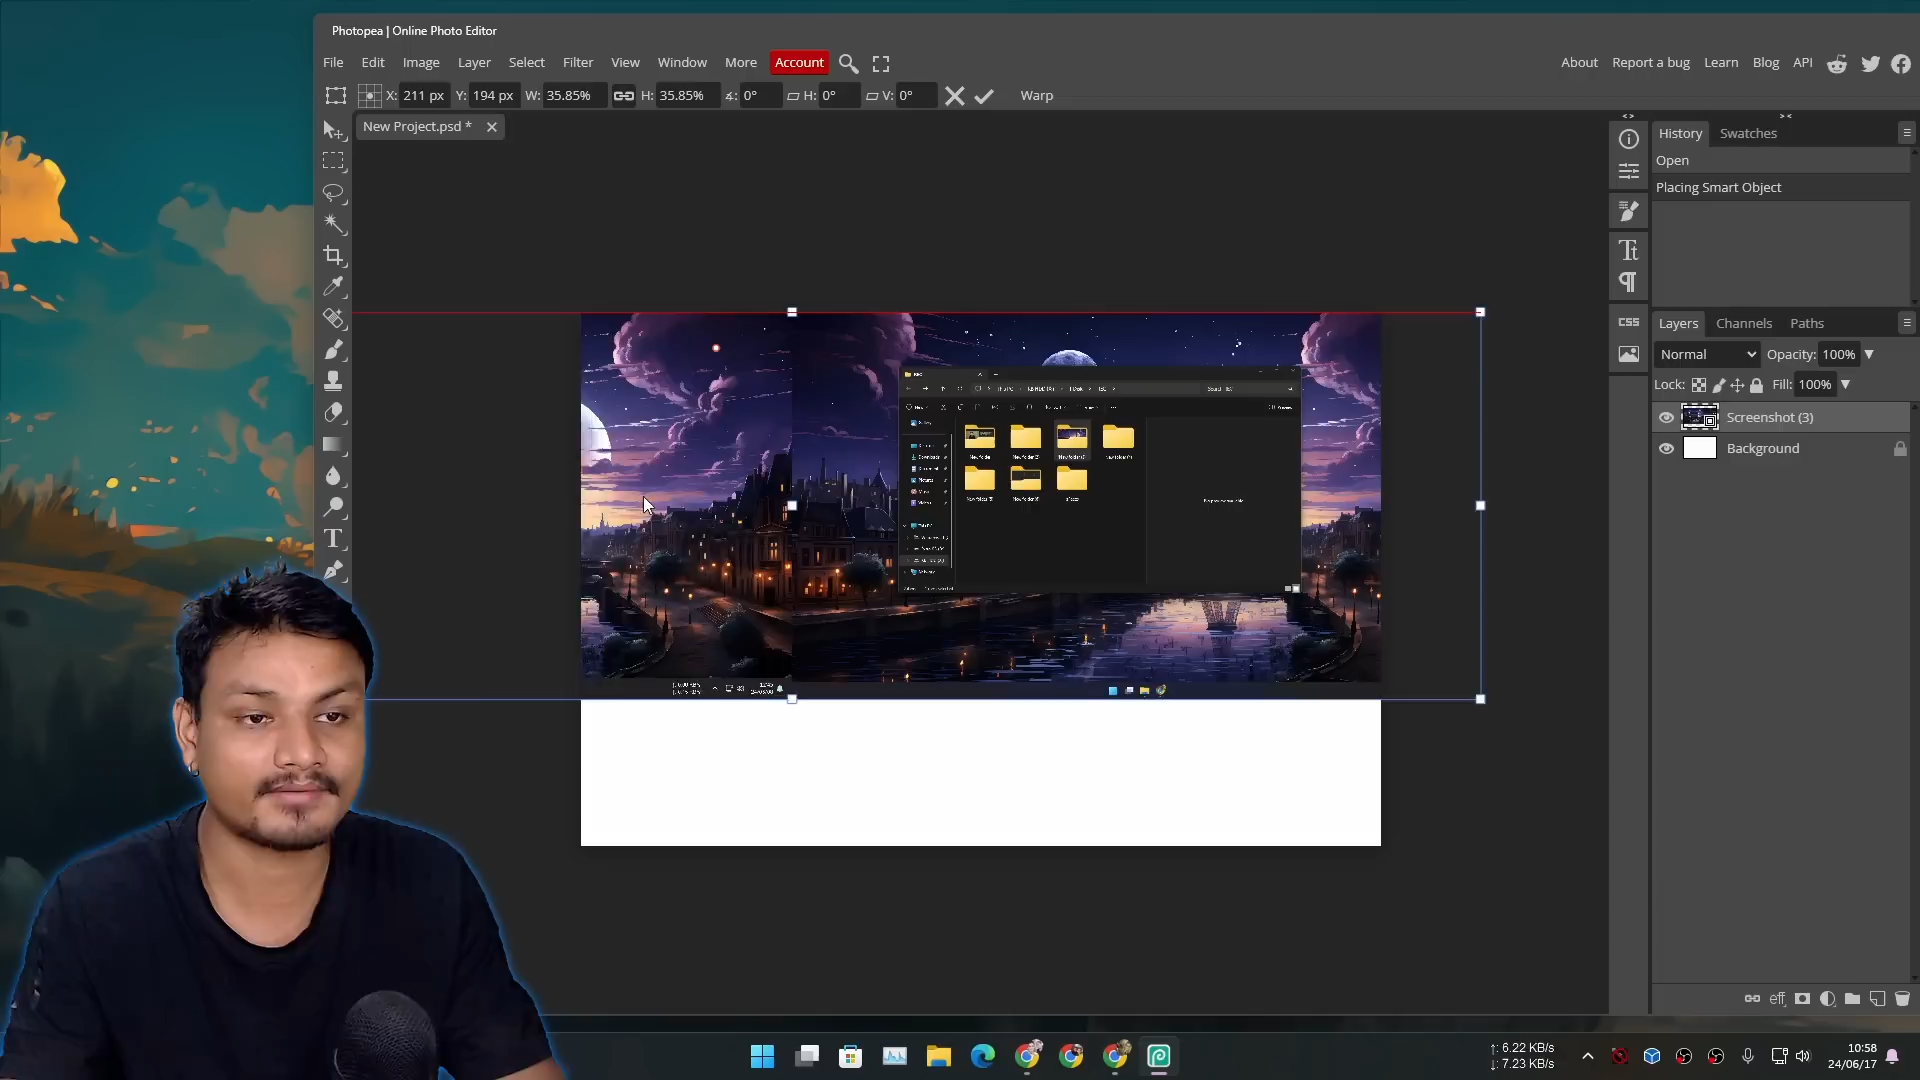 Photopea | Online Photo Editor
File Edit Image Layer Select Filter View Window More Account About Report a bug Learn Blog API
X: 211 px Y: 194 px W: 35.85% H: 35.85% 0° H: 0° V: 0° Warp
New Project.psd *
History Swatches
Open
Placing Smart Object
CSS
Layers Channels Paths
Normal Opacity: 100%
Lock: Fill: 100%
Screenshot (3)
Background
eff
↑: 6.22 KB/s
↓: 7.23 KB/s
10:58
24/06/17